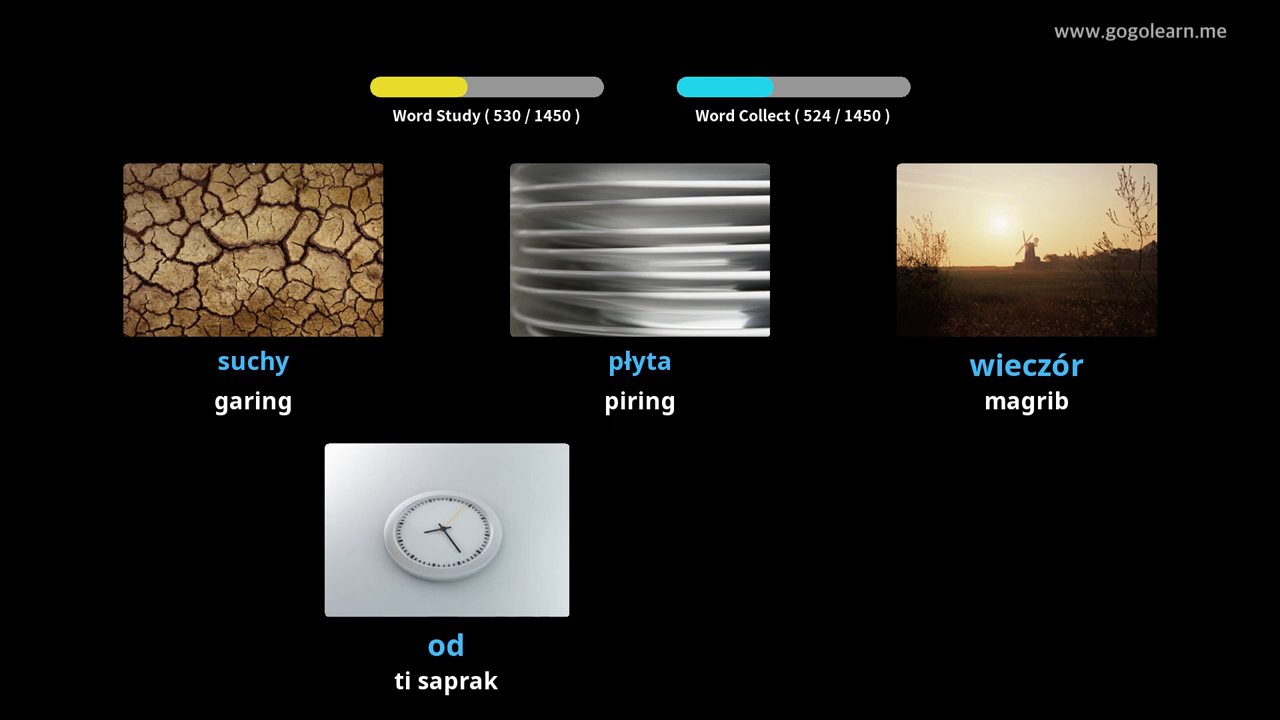 www.gogolearn.me
Word Study ( 530 / 1450 )
Word Collect ( 524 / 1450 )
suchy
garing
płyta
piring
wieczór
magrib
od
ti saprak